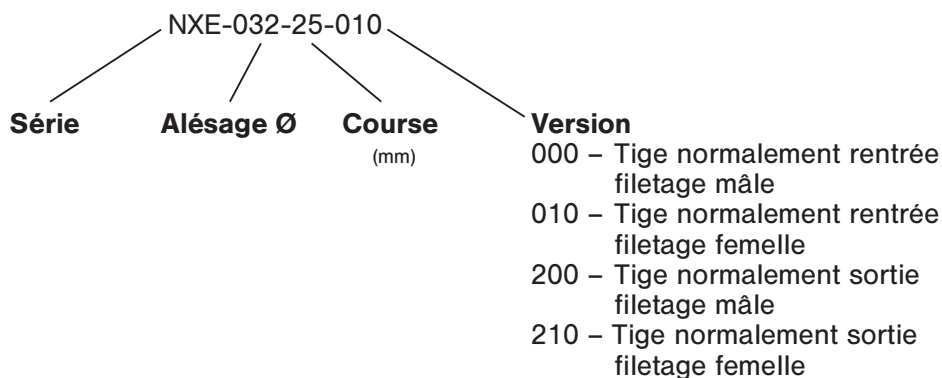 NXE-032-25-010
Série
Alésage Ø
Course
(mm)
Version
000 – Tige normalement rentrée
filetage mâle
010 – Tige normalement rentrée
filetage femelle
200 – Tige normalement sortie
filetage mâle
210 – Tige normalement sortie
filetage femelle